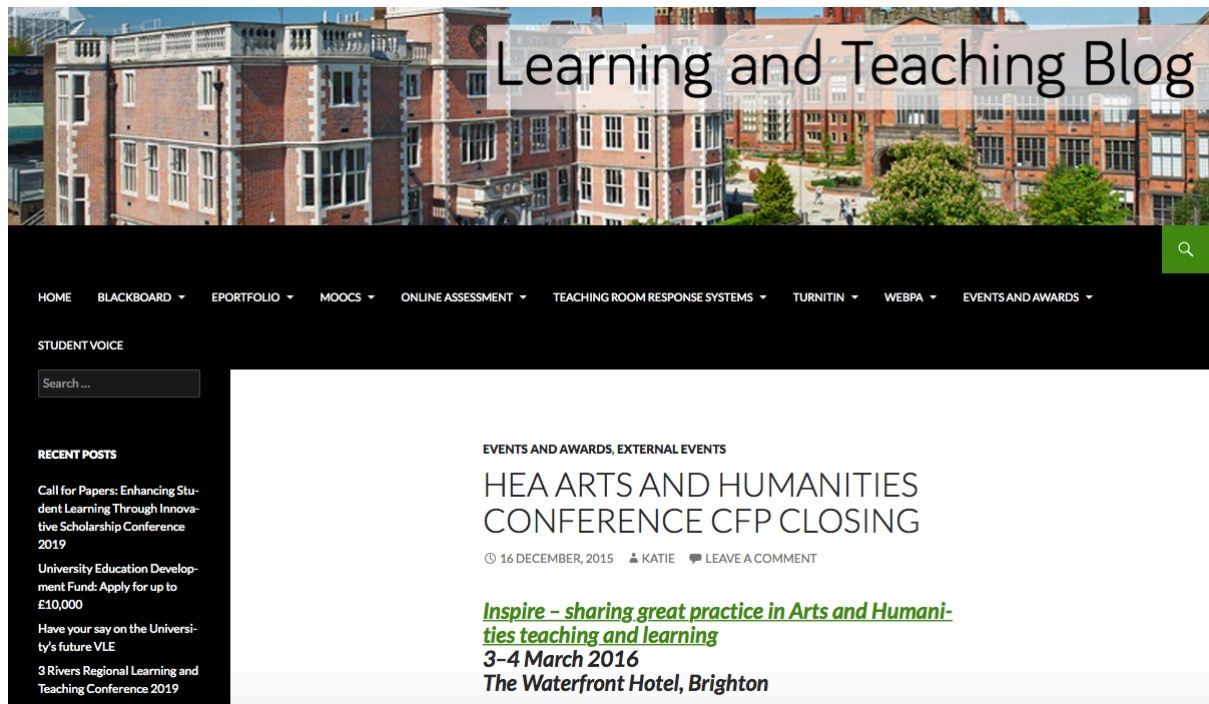 Learning and Teaching Blog
HOME BLACKBOARD EPORTFOLIO MOOCS ONLINE ASSESSMENT TEACHING ROOM RESPONSE SYSTEMS TURNITIN WEBPA EVENTS AND AWARDS
STUDENT VOICE
Search ...
RECENT POSTS
Call for Papers: Enhancing Stu-
dent Learning Through Innova-
tive Scholarship Conference
2019
University Education Develop-
ment Fund: Apply for up to
£10,000
Have your say on the Universi-
ty's future VLE
3 Rivers Regional Learning and
Teaching Conference 2019
EVENTS AND AWARDS, EXTERNAL EVENTS
HEA ARTS AND HUMANITIES
CONFERENCE CFP CLOSING
16 DECEMBER, 2015 KATIE LEAVE A COMMENT
Inspire – sharing great practice in Arts and Humani-
ties teaching and learning
3–4 March 2016
The Waterfront Hotel, Brighton